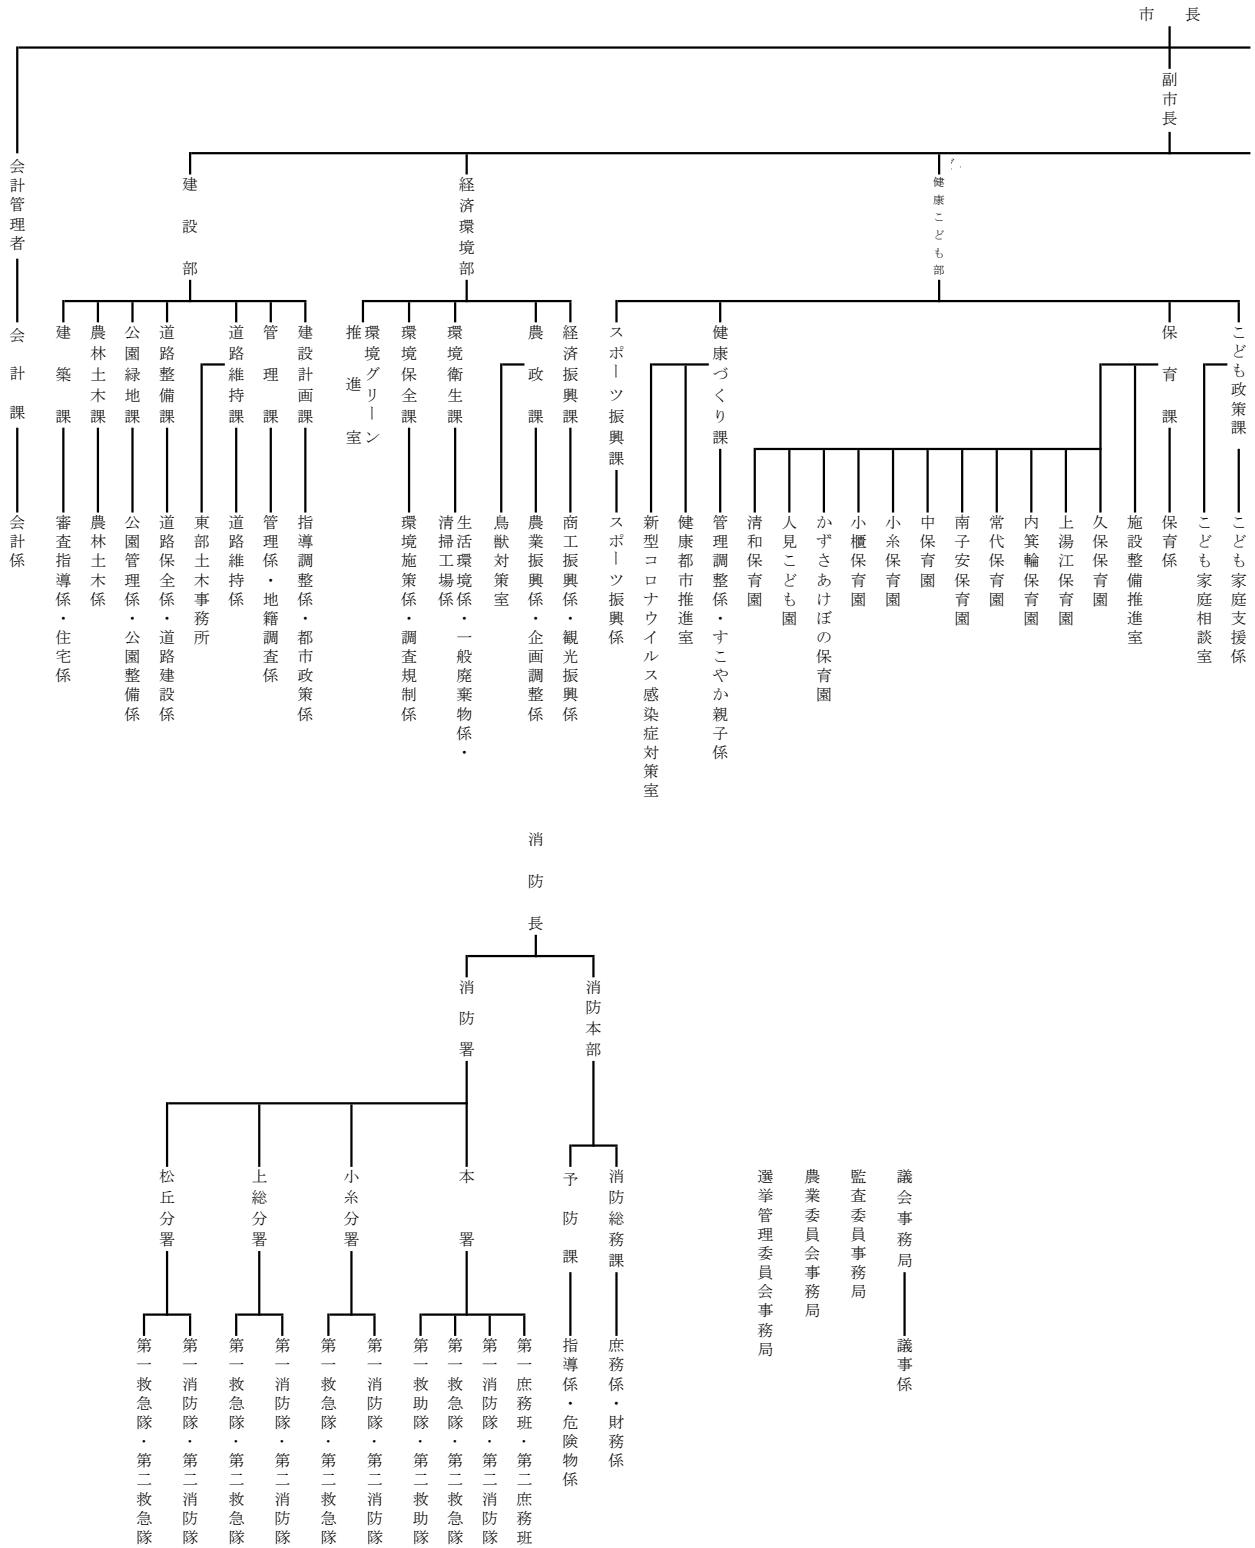 市長
副市長
会計管理者
建設部
経済環境部
健康こども部
こども政策課
保育課
健康づくり課
スポーツ振興課
経済振興課
農政課
環境衛生課
環境保全課
環境グリーン
推進室
建設計画課
管理課
道路維持課
道路整備課
公園緑地課
農林土木課
建築課
会計課
こども家庭支援係
こども家庭相談室
保育係
施設整備推進室
久保保育園
上湯江保育園
内箕輪保育園
常代保育園
南子安保育園
中保育園
小糸保育園
小櫃保育園
かずさあけぼの保育園
人見こども園
清和保育園
管理調整係・すこやか親子係
健康都市推進室
新型コロナウイルス感染症対策室
スポーツ振興係
商工振興係・観光振興係
農業振興係・企画調整係
鳥獣対策室
生活環境係・一般廃棄物係・
清掃工場係
環境施策係・調査規制係
指導調整係・都市政策係
管理係・地籍調査係
道路維持係
東部土木事務所
道路保全係・道路建設係
公園管理係・公園整備係
農林土木係
審査指導係・住宅係
会計係
消防長
消防本部
消防署
議会事務局
監査委員事務局
農業委員会事務局
選挙管理委員会事務局
消防総務課
予防課
本署
小糸分署
上総分署
松丘分署
議事係
庶務係・財務係
指導係・危険物係
第一庶務班・第二庶務班
第一消防隊・第二消防隊
第一救急隊・第二救急隊
第一救助隊・第二救助隊
第一消防隊・第二消防隊
第一救急隊・第二救急隊
第一消防隊・第二消防隊
第一救急隊・第二救急隊
第一消防隊・第二消防隊
第一救急隊・第二救急隊